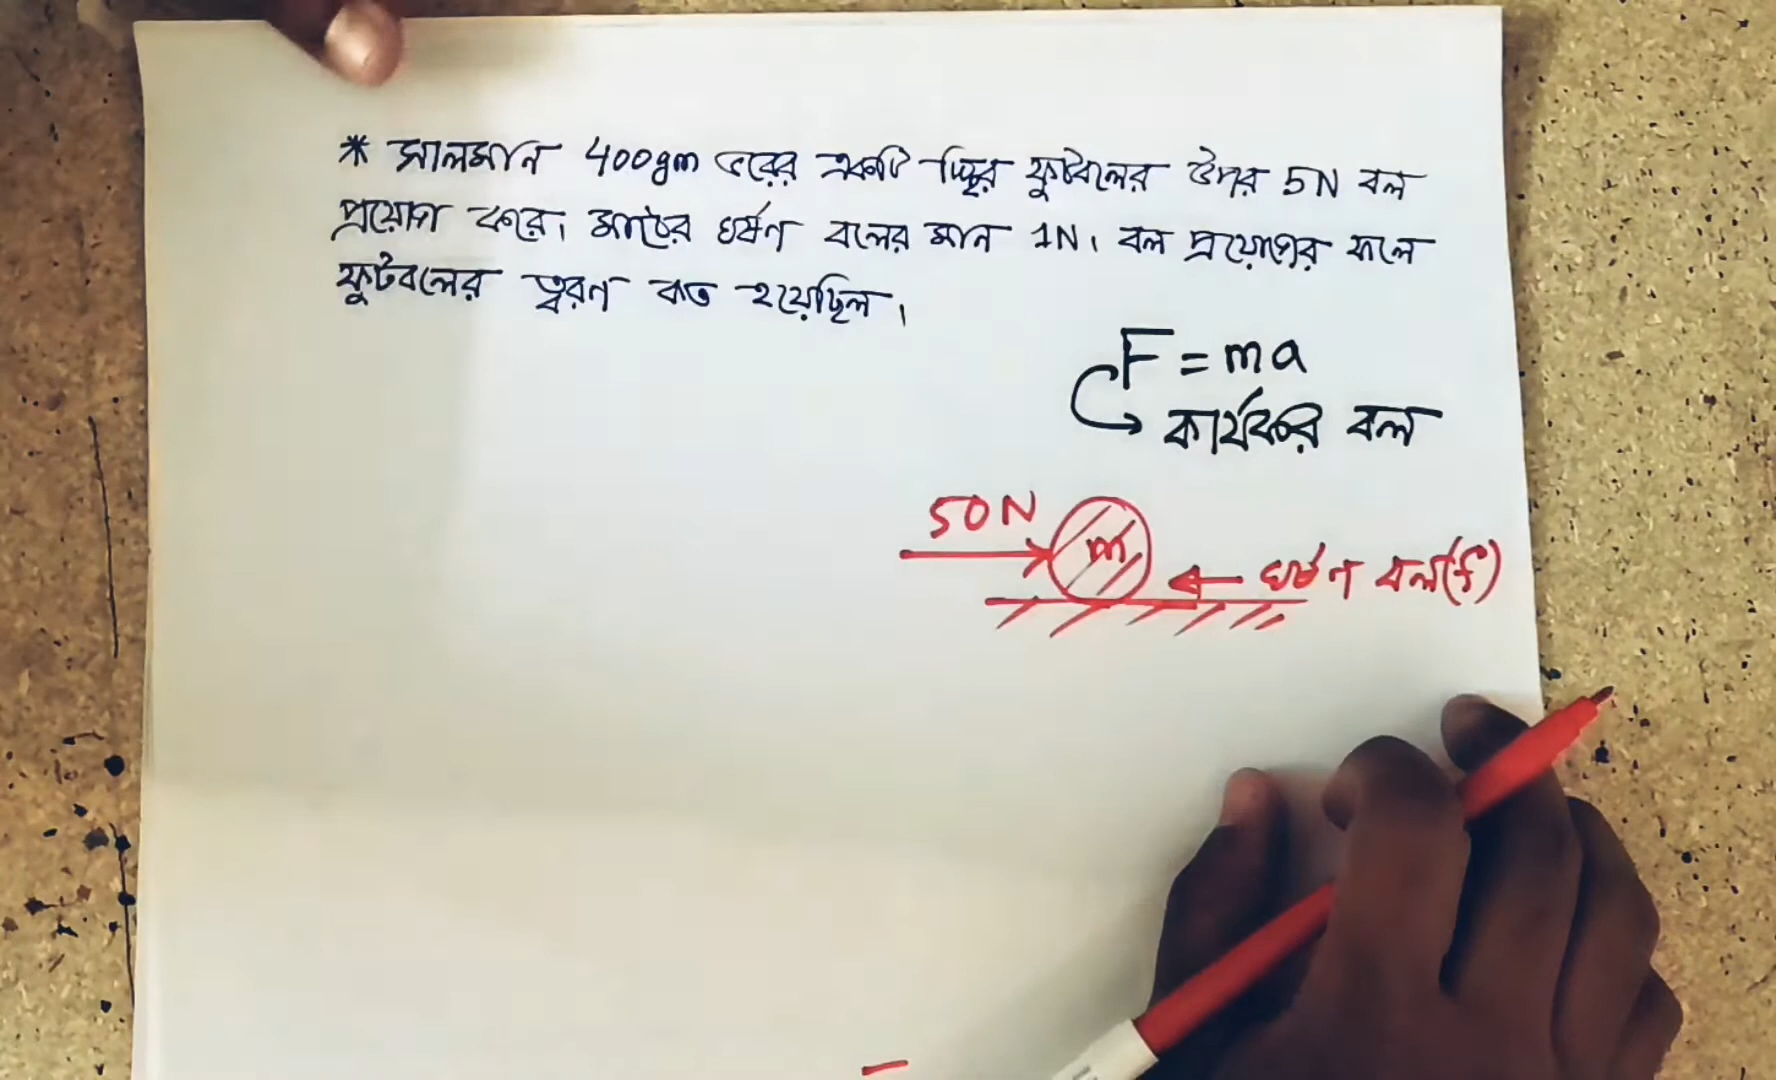 * সালমান 400gm ভরের একটি স্থির ফুটবলের উপর 5N বল
প্রয়োগ করে। মাঠের ঘর্ষণ বলের মান 1N। বল প্রয়োগের ফলে
ফুটবলের ত্বরণ কত হয়েছিল।
F = ma
→ কার্যকরি বল
50N
m
← ঘর্ষণ বল(f)